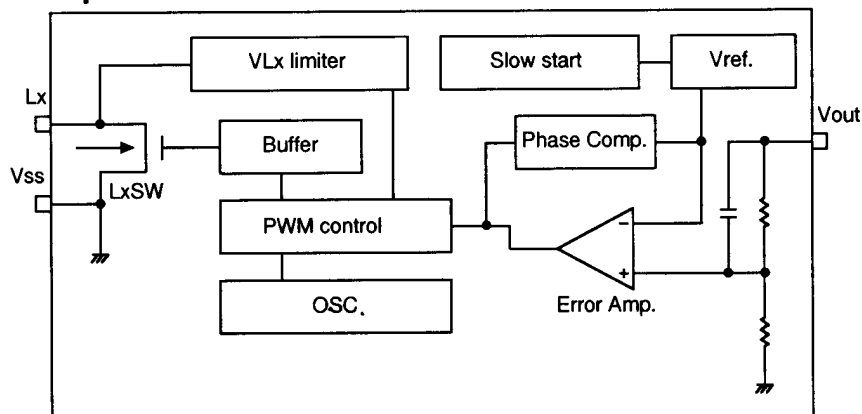 VLx limiter
Slow start
Vref.
Lx
Vout
Buffer
Phase Comp.
Vss
LxSW
PWM control
−
+
OSC.
Error Amp.